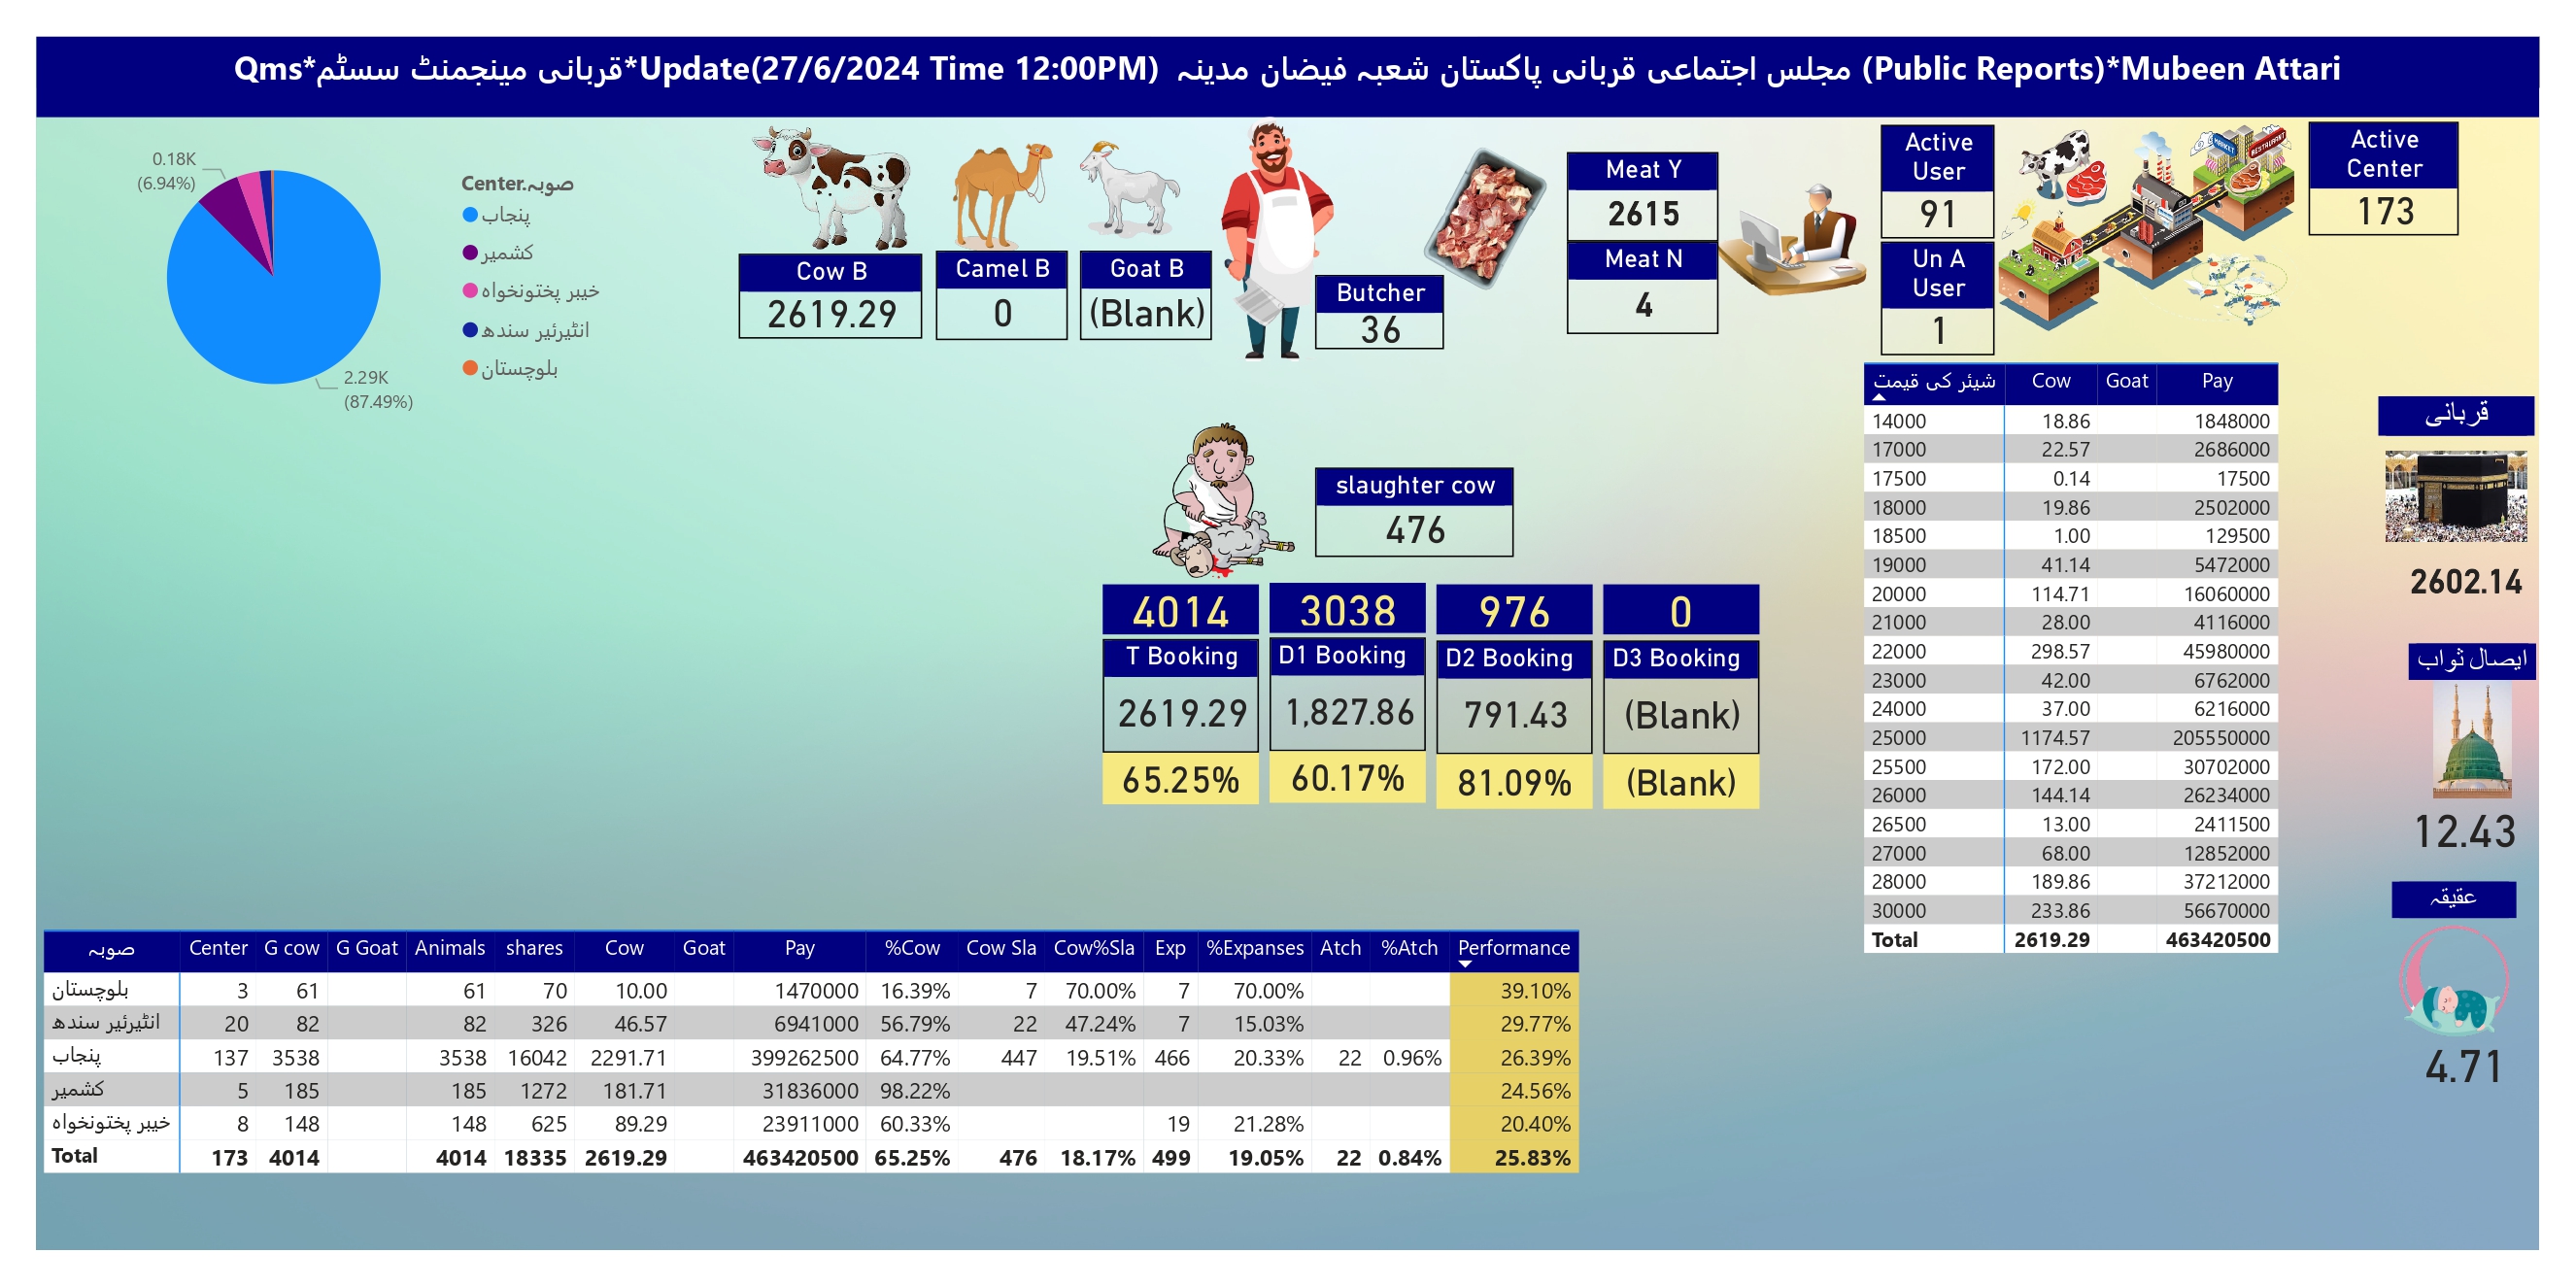 Qms*قربانی مینجمنٹ سسٹم*Update(27/6/2024 Time 12:00PM) مجلس اجتماعی قربانی پاکستان شعبہ فیضان مدینہ (Public Reports)*Mubeen Attari
0.18K
(6.94%)
2.29K
(87.49%)
Center.صوبہ
پنجاب
کشمیر
خیبر پختونخواہ
انٹیرئیر سندھ
بلوچستان
Cow B
2619.29
Camel B
0
Goat B
(Blank)
Butcher
36
Meat Y
2615
Meat N
4
Active User
91
Un A User
1
MARKET
RESTAURANT
Active Center
173
slaughter cow
476
4014 3038 976 0
T Booking D1 Booking D2 Booking D3 Booking
2619.29 1,827.86 791.43 (Blank)
65.25% 60.17% 81.09% (Blank)
شیئر کی قیمت Cow Goat Pay
14000 18.86 1848000
17000 22.57 2686000
17500 0.14 17500
18000 19.86 2502000
18500 1.00 129500
19000 41.14 5472000
20000 114.71 16060000
21000 28.00 4116000
22000 298.57 45980000
23000 42.00 6762000
24000 37.00 6216000
25000 1174.57 205550000
25500 172.00 30702000
26000 144.14 26234000
26500 13.00 2411500
27000 68.00 12852000
28000 189.86 37212000
30000 233.86 56670000
Total 2619.29 463420500
قربانی
2602.14
ایصال ثواب
12.43
عقیقہ
4.71
صوبہ Center G cow G Goat Animals shares Cow Goat Pay %Cow Cow Sla Cow%Sla Exp %Expanses Atch %Atch Performance
بلوچستان 3 61 61 70 10.00 1470000 16.39% 7 70.00% 7 70.00% 39.10%
انٹیرئیر سندھ 20 82 82 326 46.57 6941000 56.79% 22 47.24% 7 15.03% 29.77%
پنجاب 137 3538 3538 16042 2291.71 399262500 64.77% 447 19.51% 466 20.33% 22 0.96% 26.39%
کشمیر 5 185 185 1272 181.71 31836000 98.22% 24.56%
خیبر پختونخواہ 8 148 148 625 89.29 23911000 60.33% 19 21.28% 20.40%
Total 173 4014 4014 18335 2619.29 463420500 65.25% 476 18.17% 499 19.05% 22 0.84% 25.83%